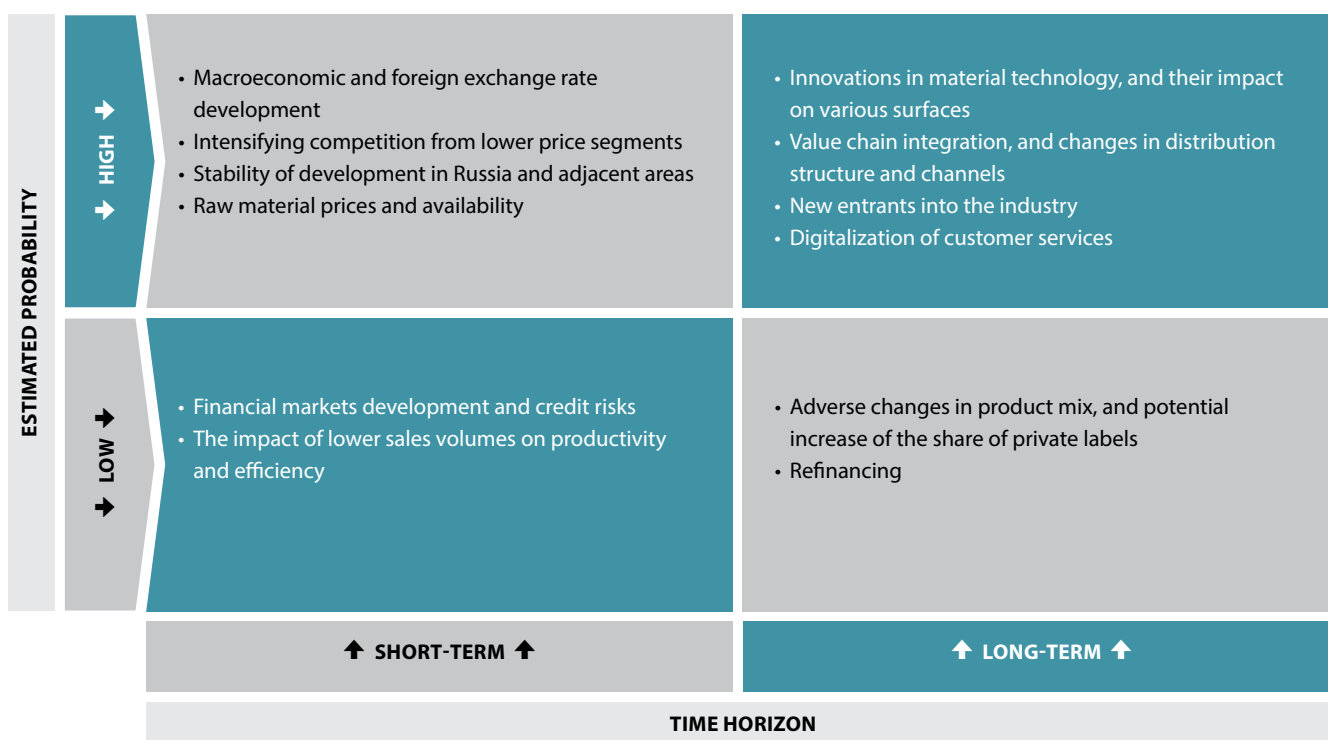 ESTIMATED PROBABILITY
HIGH
• Macroeconomic and foreign exchange rate
development
• Intensifying competition from lower price segments
• Stability of development in Russia and adjacent areas
• Raw material prices and availability
• Innovations in material technology, and their impact
on various surfaces
• Value chain integration, and changes in distribution
structure and channels
• New entrants into the industry
• Digitalization of customer services
LOW
• Financial markets development and credit risks
• The impact of lower sales volumes on productivity
and efficiency
• Adverse changes in product mix, and potential
increase of the share of private labels
• Refinancing
SHORT-TERM
LONG-TERM
TIME HORIZON